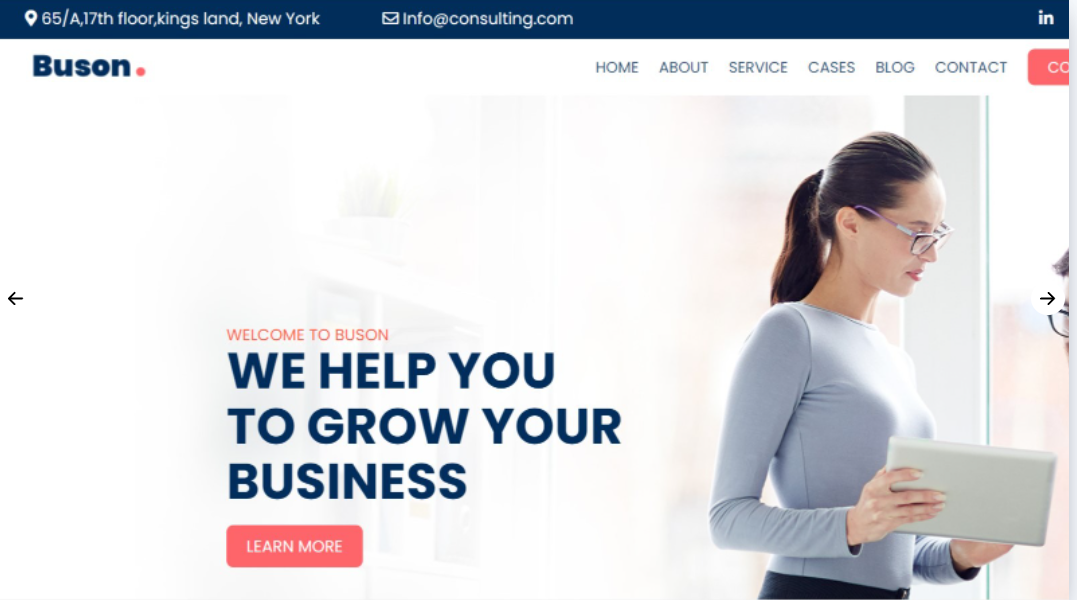 65/A,17th floor,kings land, New York Info@consulting.com in
Buson. HOME ABOUT SERVICE CASES BLOG CONTACT CO
WELCOME TO BUSON
WE HELP YOU
TO GROW YOUR
BUSINESS
LEARN MORE